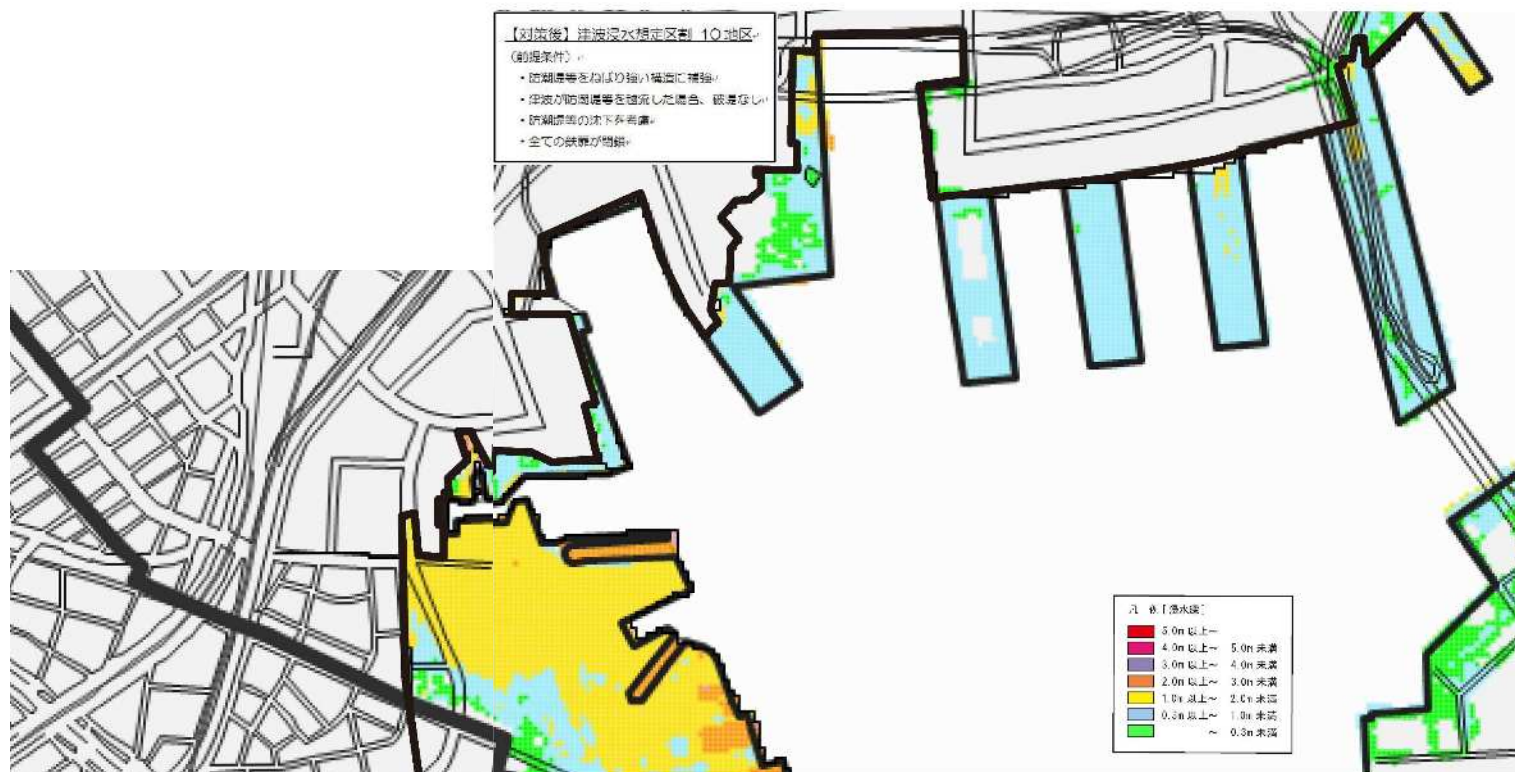 【対策後】津波浸水想定区割 10地区
（前提条件）
・防潮堤等をねばり強い構造に補強
・津波が防潮堤等を越流した場合、破堤なし
・防潮堤等の沈下を考慮
・全ての鉄扉が閉鎖
凡 例【浸水深】
5.0m 以上～
4.0m 以上～ 5.0m 未満
3.0m 以上～ 4.0m 未満
2.0m 以上～ 3.0m 未満
1.0m 以上～ 2.0m 未満
0.3m 以上～ 1.0m 未満
～ 0.3m 未満